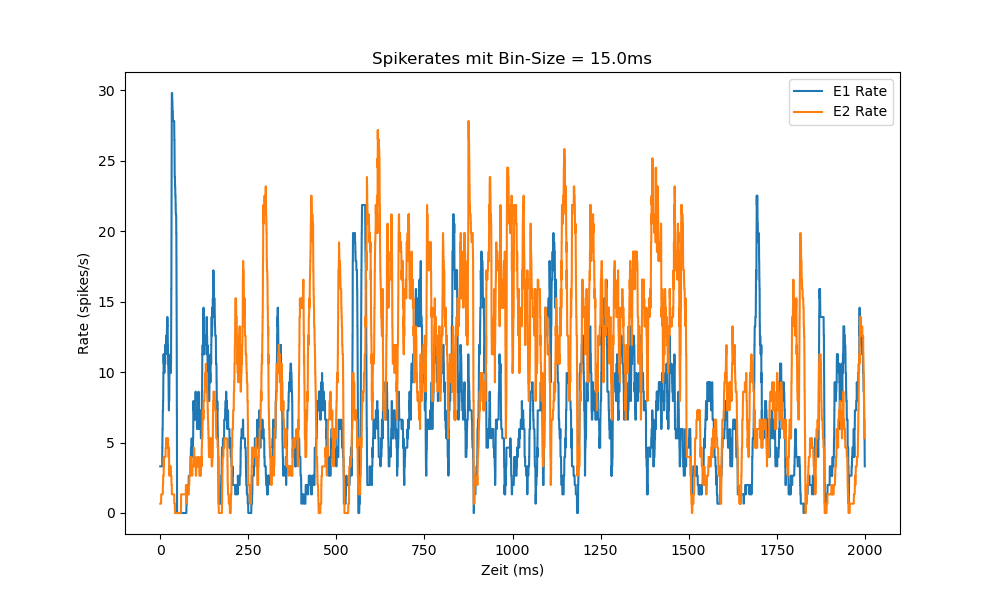 Spikerates mit Bin-Size = 15.0ms
E1 Rate
E2 Rate
30
25
20
15
10
5
0
Rate (spikes/s)
0 250 500 750 1000 1250 1500 1750 2000
Zeit (ms)